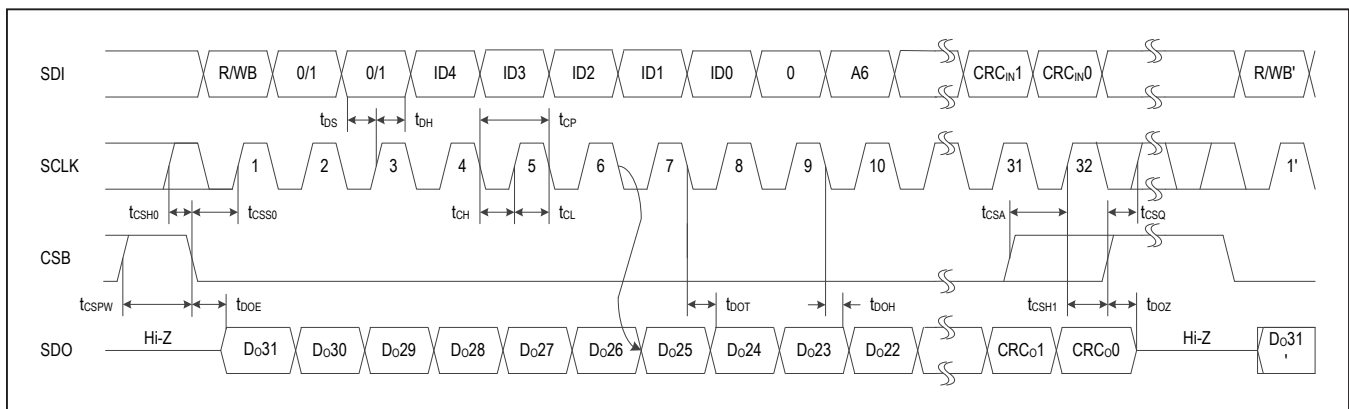 SDI R/WB 0/1 0/1 ID4 ID3 ID2 ID1 ID0 0 A6 CRCIN1 CRCIN0 R/WB'
tDS tDH tCP
SCLK 1 2 3 4 5 6 7 8 9 10 31 32 1'
tCSH0 tCSS0 tCH tCL tCSA tCSQ
CSB
tCSPW tDOE tDOT tDOH tCSH1 tDOZ
SDO Hi-Z DO31 DO30 DO29 DO28 DO27 DO26 DO25 DO24 DO23 DO22 CRCO1 CRCO0 Hi-Z DO31
'